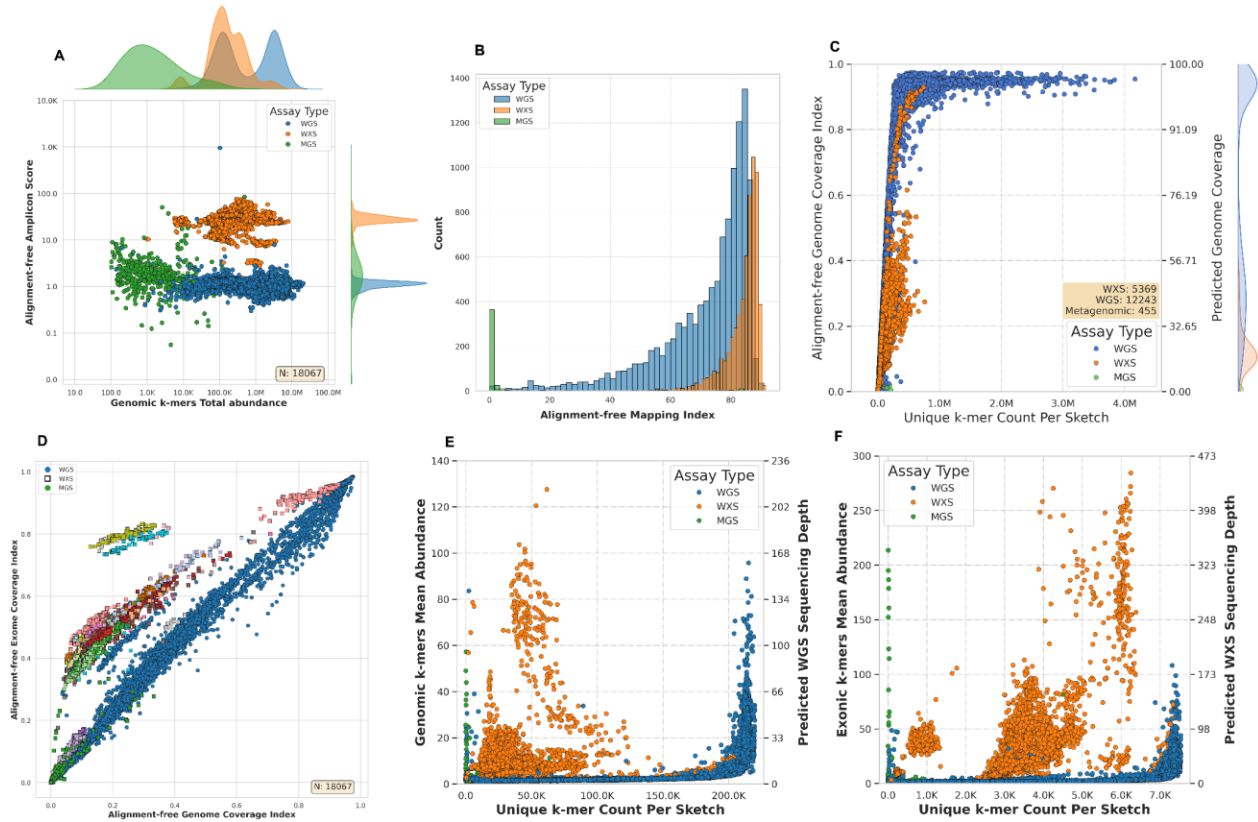 A
Assay Type
WGS
WXS
MGS
10.0K
1.0K
100.0
10.0
1.0
0.1
0.0
Alignment-free Amplicon Score
N: 18067
10.0 100.0 1.0M 10.0K 100.0K 1.0M 10.0M 100.0M
Genomic k-mers Total abundance
B
1400
1200
1000
800
600
400
200
0
Count
Assay Type
WGS
WXS
MGS
0 20 40 60 80
Alignment-free Mapping Index
C
1.0
0.8
0.6
0.4
0.2
0.0
Alignment-free Genome Coverage Index
100.00
91.09
76.19
56.71
32.65
0.00
Predicted Genome Coverage
WXS: 5369
WGS: 12243
Metagenomic: 455
Assay Type
WGS
WXS
MGS
0.0 1.0M 2.0M 3.0M 4.0M
Unique k-mer Count Per Sketch
D
WGS
WXS
MGS
1.0
0.8
0.6
0.4
0.2
0.0
Alignment-free Exome Coverage Index
N: 18067
0.0 0.2 0.4 0.6 0.8 1.0
Alignment-free Genome Coverage Index
E
140
120
100
80
60
40
20
0
Genomic k-mers Mean Abundance
Assay Type
WGS
WXS
MGS
236
202
168
134
100
66
33
0
Predicted WGS Sequencing Depth
0.0 50.0K 100.0K 150.0K 200.0K
Unique k-mer Count Per Sketch
F
300
250
200
150
100
50
0
Exonic k-mers Mean Abundance
Assay Type
WGS
WXS
MGS
473
398
323
248
173
98
0
Predicted WXS Sequencing Depth
0.0 1.0K 2.0K 3.0K 4.0K 5.0K 6.0K 7.0K
Unique k-mer Count Per Sketch